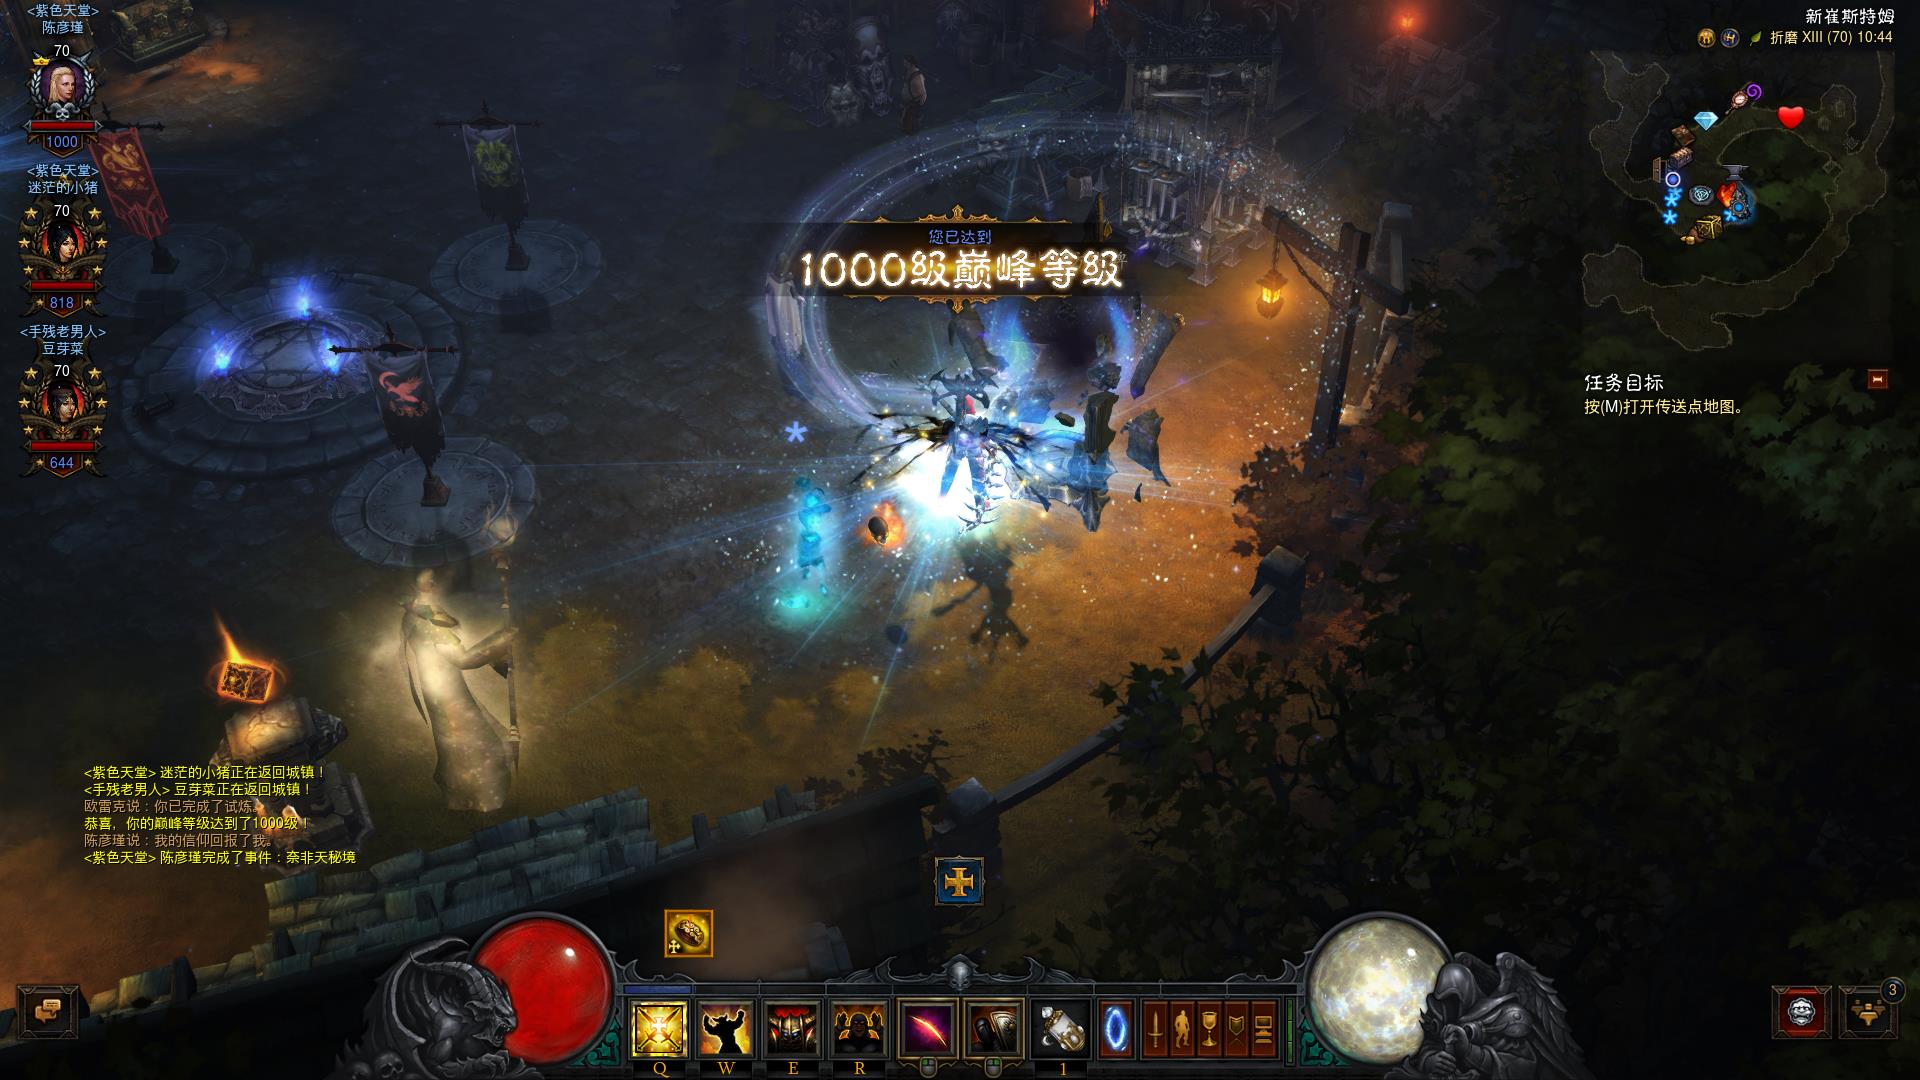 <紫色天堂>
陈彦瑾
70
1000
<紫色天堂>
迷茫的小猪
70
818
<手残老男人>
豆芽菜
70
644
新崔斯特姆
折磨 XIII (70) 10:44
您已达到
1000级巅峰等级
任务目标
按(M)打开传送点地图。
<紫色天堂> 迷茫的小猪正在返回城镇！
<手残老男人> 豆芽菜正在返回城镇！
欧雷克说：你已完成了试炼。
恭喜，你的巅峰等级达到了1000级！
陈彦瑾说：我的信仰回报了我。
<紫色天堂> 陈彦瑾完成了事件：奈非天秘境
Q
W
E
R
1
3